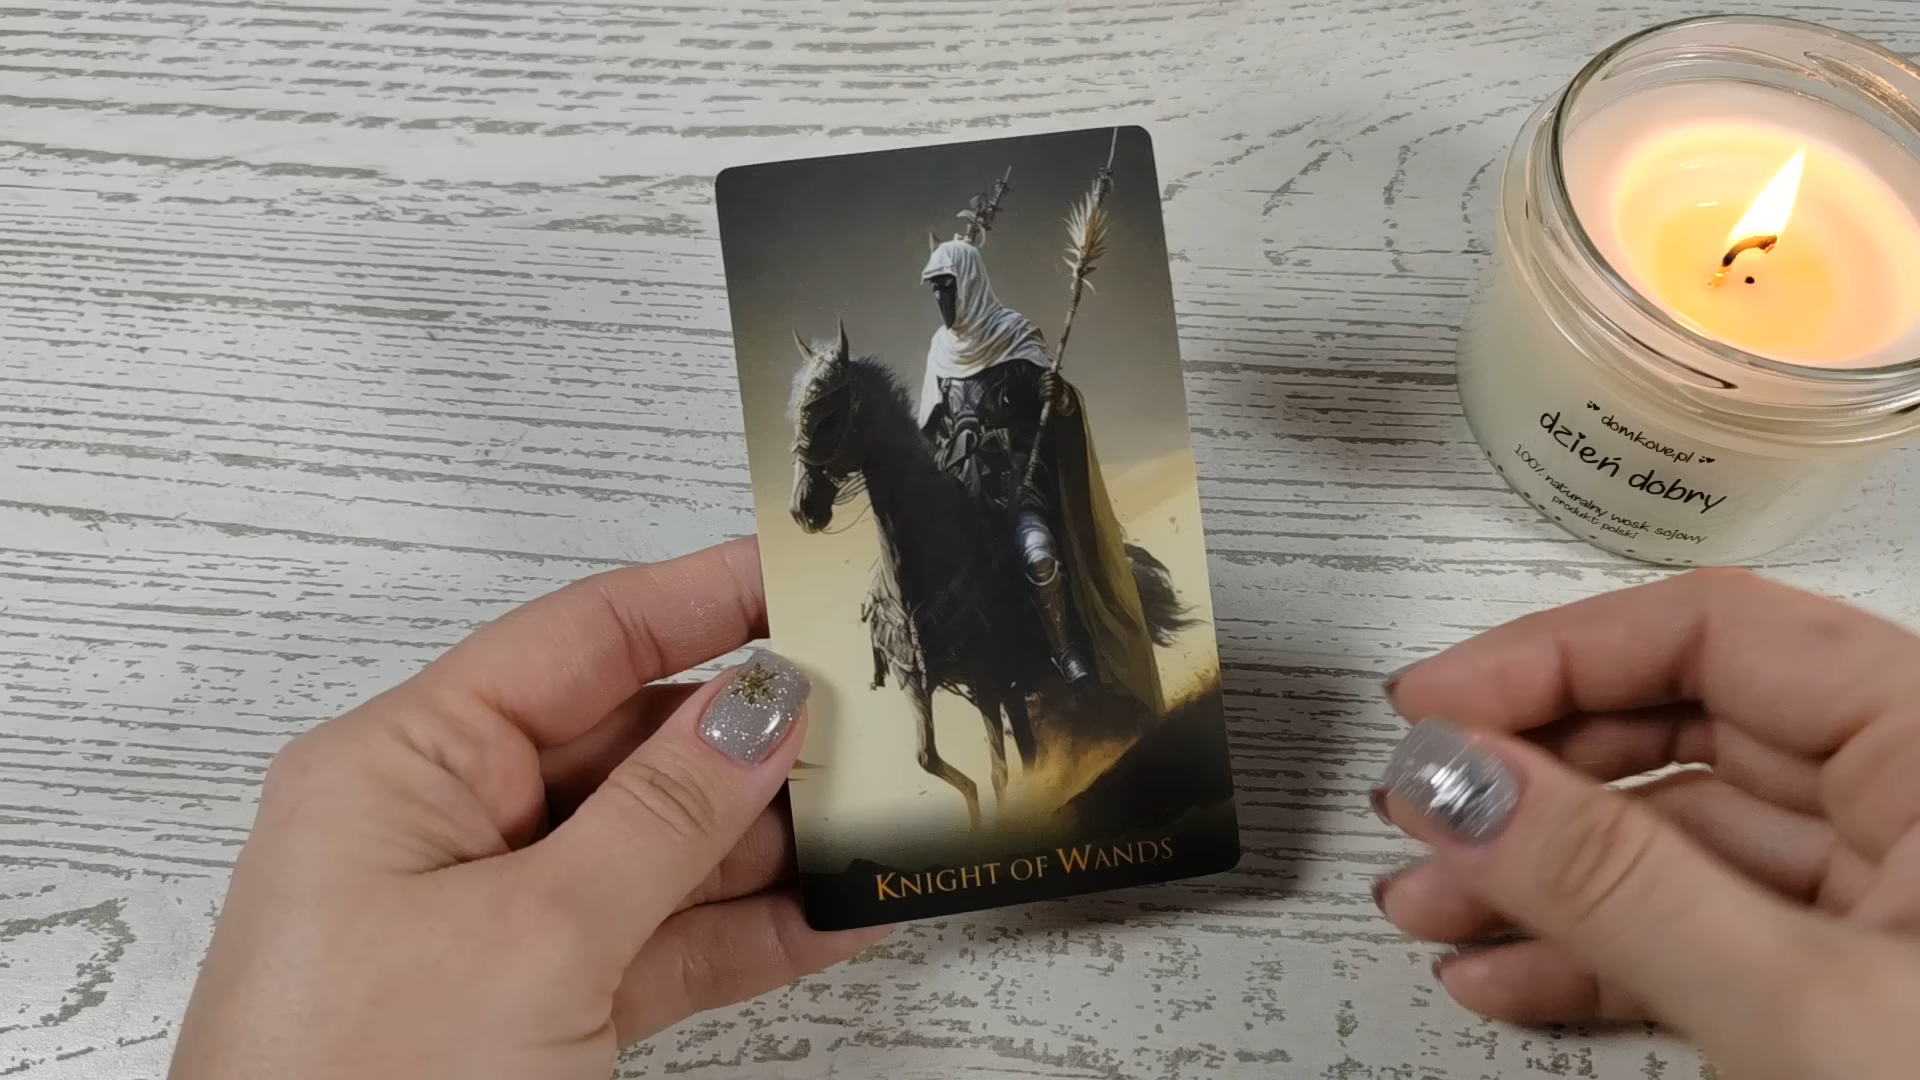 KNIGHT OF WANDS
domkove.pl
dzień dobry
100% naturalny wosk sojowy
produkt polski